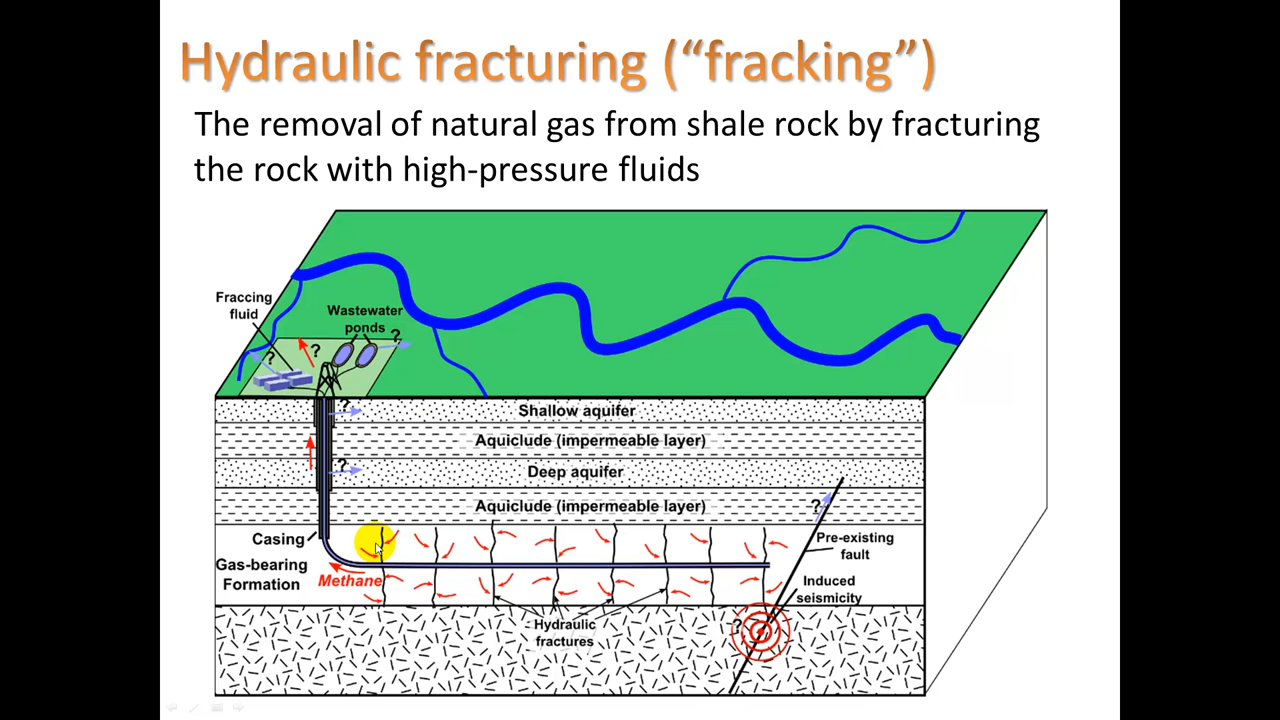 Hydraulic fracturing (“fracking”)
The removal of natural gas from shale rock by fracturing
the rock with high-pressure fluids
Fraccing
fluid
Wastewater
ponds
?
?
?
?
Shallow aquifer
Aquiclude (impermeable layer)
?
Deep aquifer
Aquiclude (impermeable layer)
?
Casing
Pre-existing
fault
Gas-bearing
Formation
Methane
Induced
seismicity
Hydraulic
fractures
?